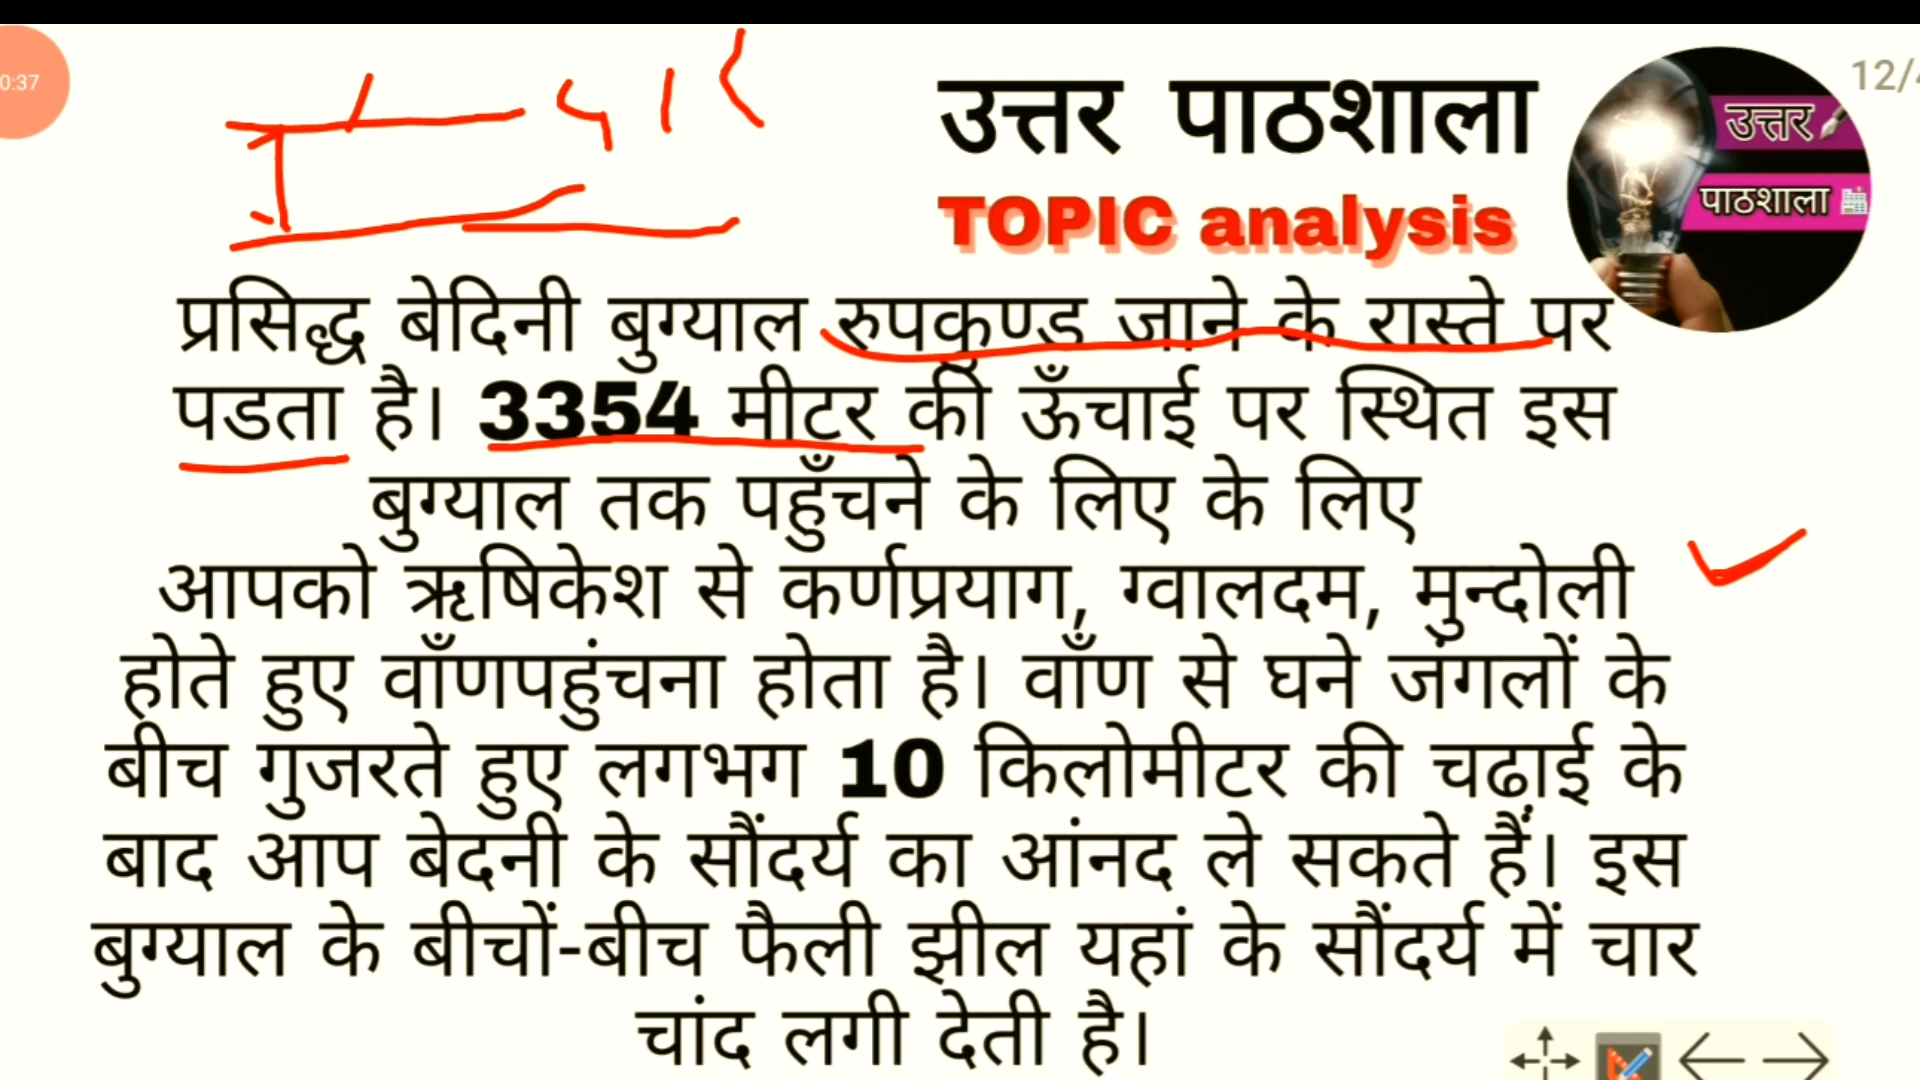 0:37
12/
उत्तर पाठशाला
उत्तर
TOPIC analysis
पाठशाला
प्रसिद्ध बेदिनी बुग्याल रुपकुण्ड जाने के रास्ते पर
पडता है। 3354 मीटर की ऊँचाई पर स्थित इस
बुग्याल तक पहुँचने के लिए के लिए
आपको ऋषिकेश से कर्णप्रयाग, ग्वालदम, मुन्दोली
होते हुए वाँणपहुंचना होता है। वाँण से घने जंगलों के
बीच गुजरते हुए लगभग 10 किलोमीटर की चढ़ाई के
बाद आप बेदनी के सौंदर्य का आंनद ले सकते हैं। इस
बुग्याल के बीचों-बीच फैली झील यहां के सौंदर्य में चार
चांद लगी देती है।